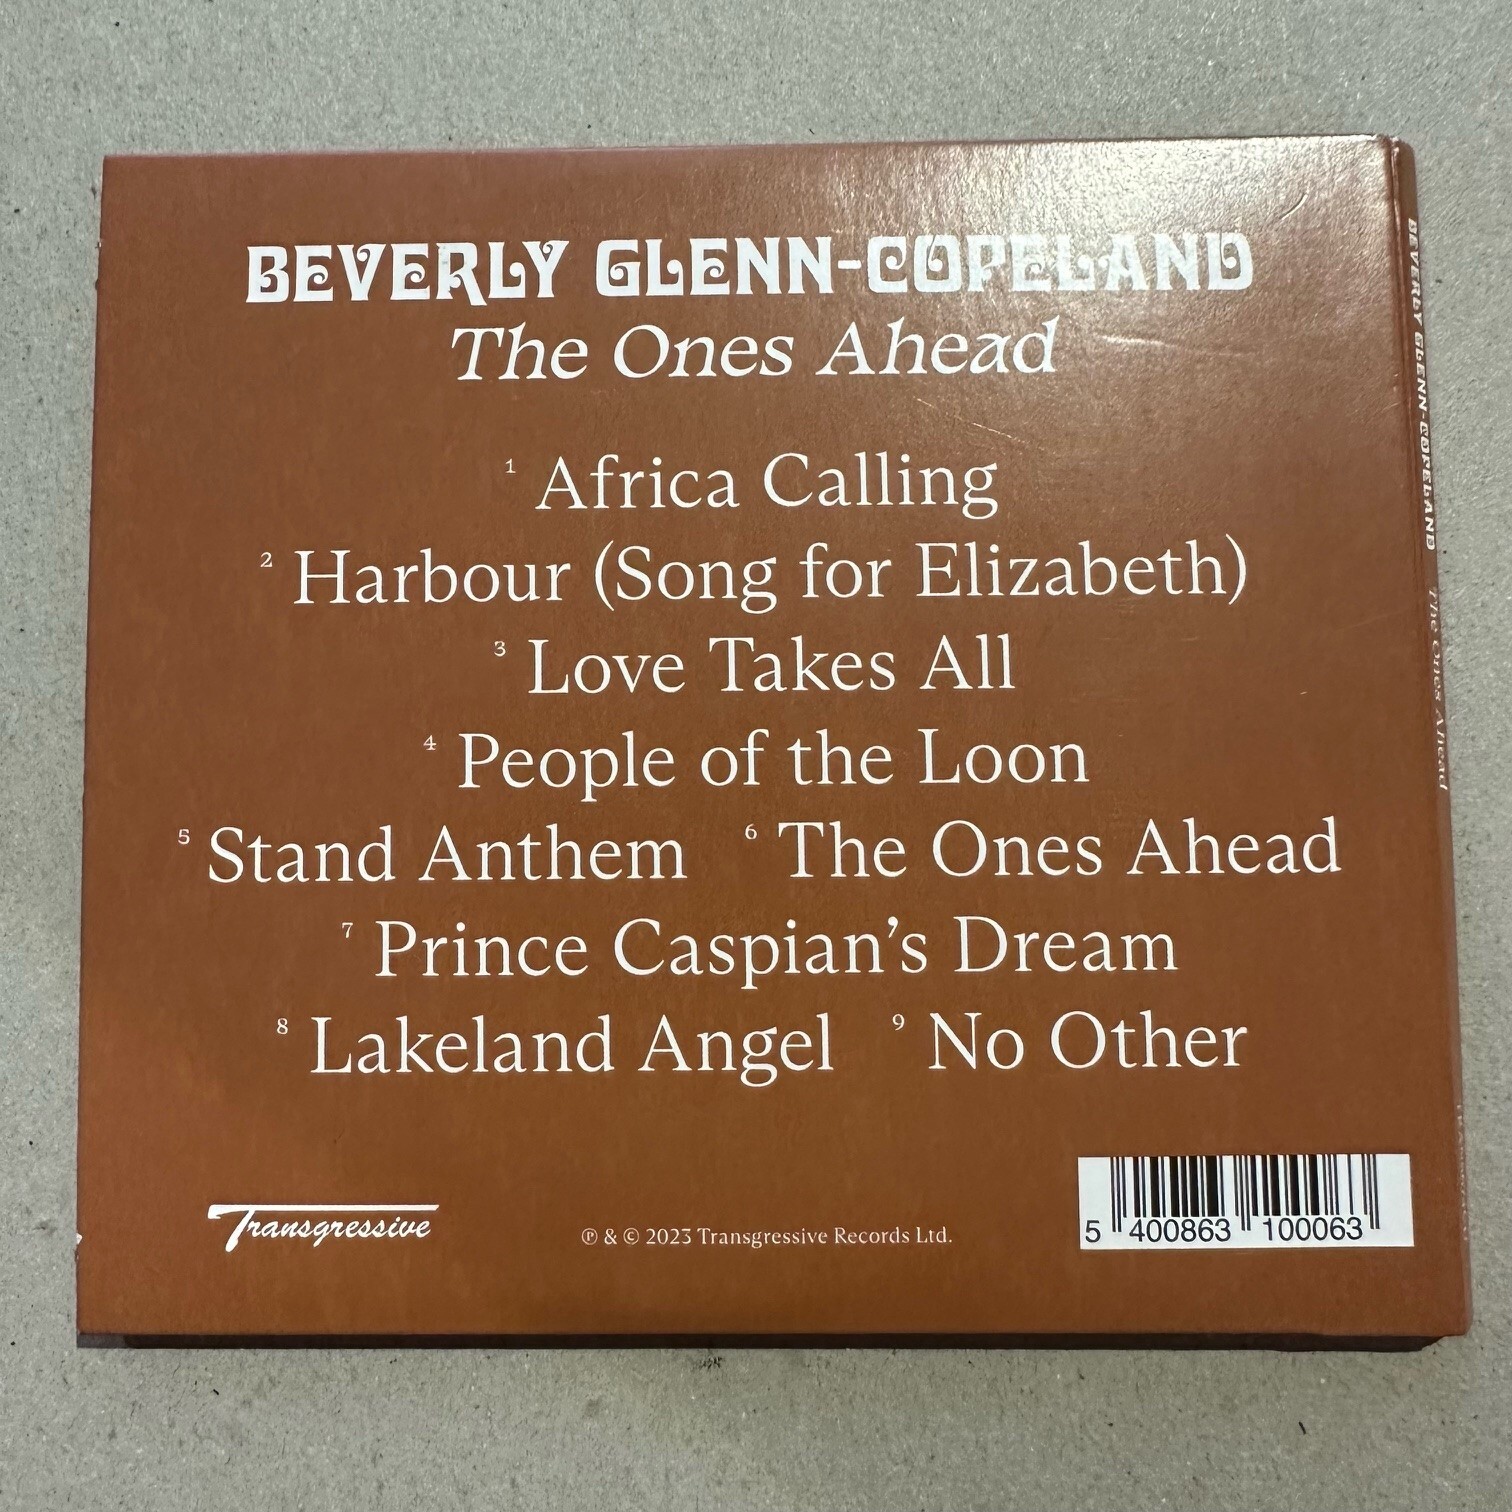 BEVERLY GLENN-COPELAND
The Ones Ahead
1 Africa Calling
2 Harbour (Song for Elizabeth)
3 Love Takes All
4 People of the Loon
5 Stand Anthem 6 The Ones Ahead
7 Prince Caspian's Dream
8 Lakeland Angel 9 No Other
Transgressive
℗ & © 2023 Transgressive Records Ltd.
5 400863 100063
BEVERLY GLENN-COPELAND The Ones Ahead